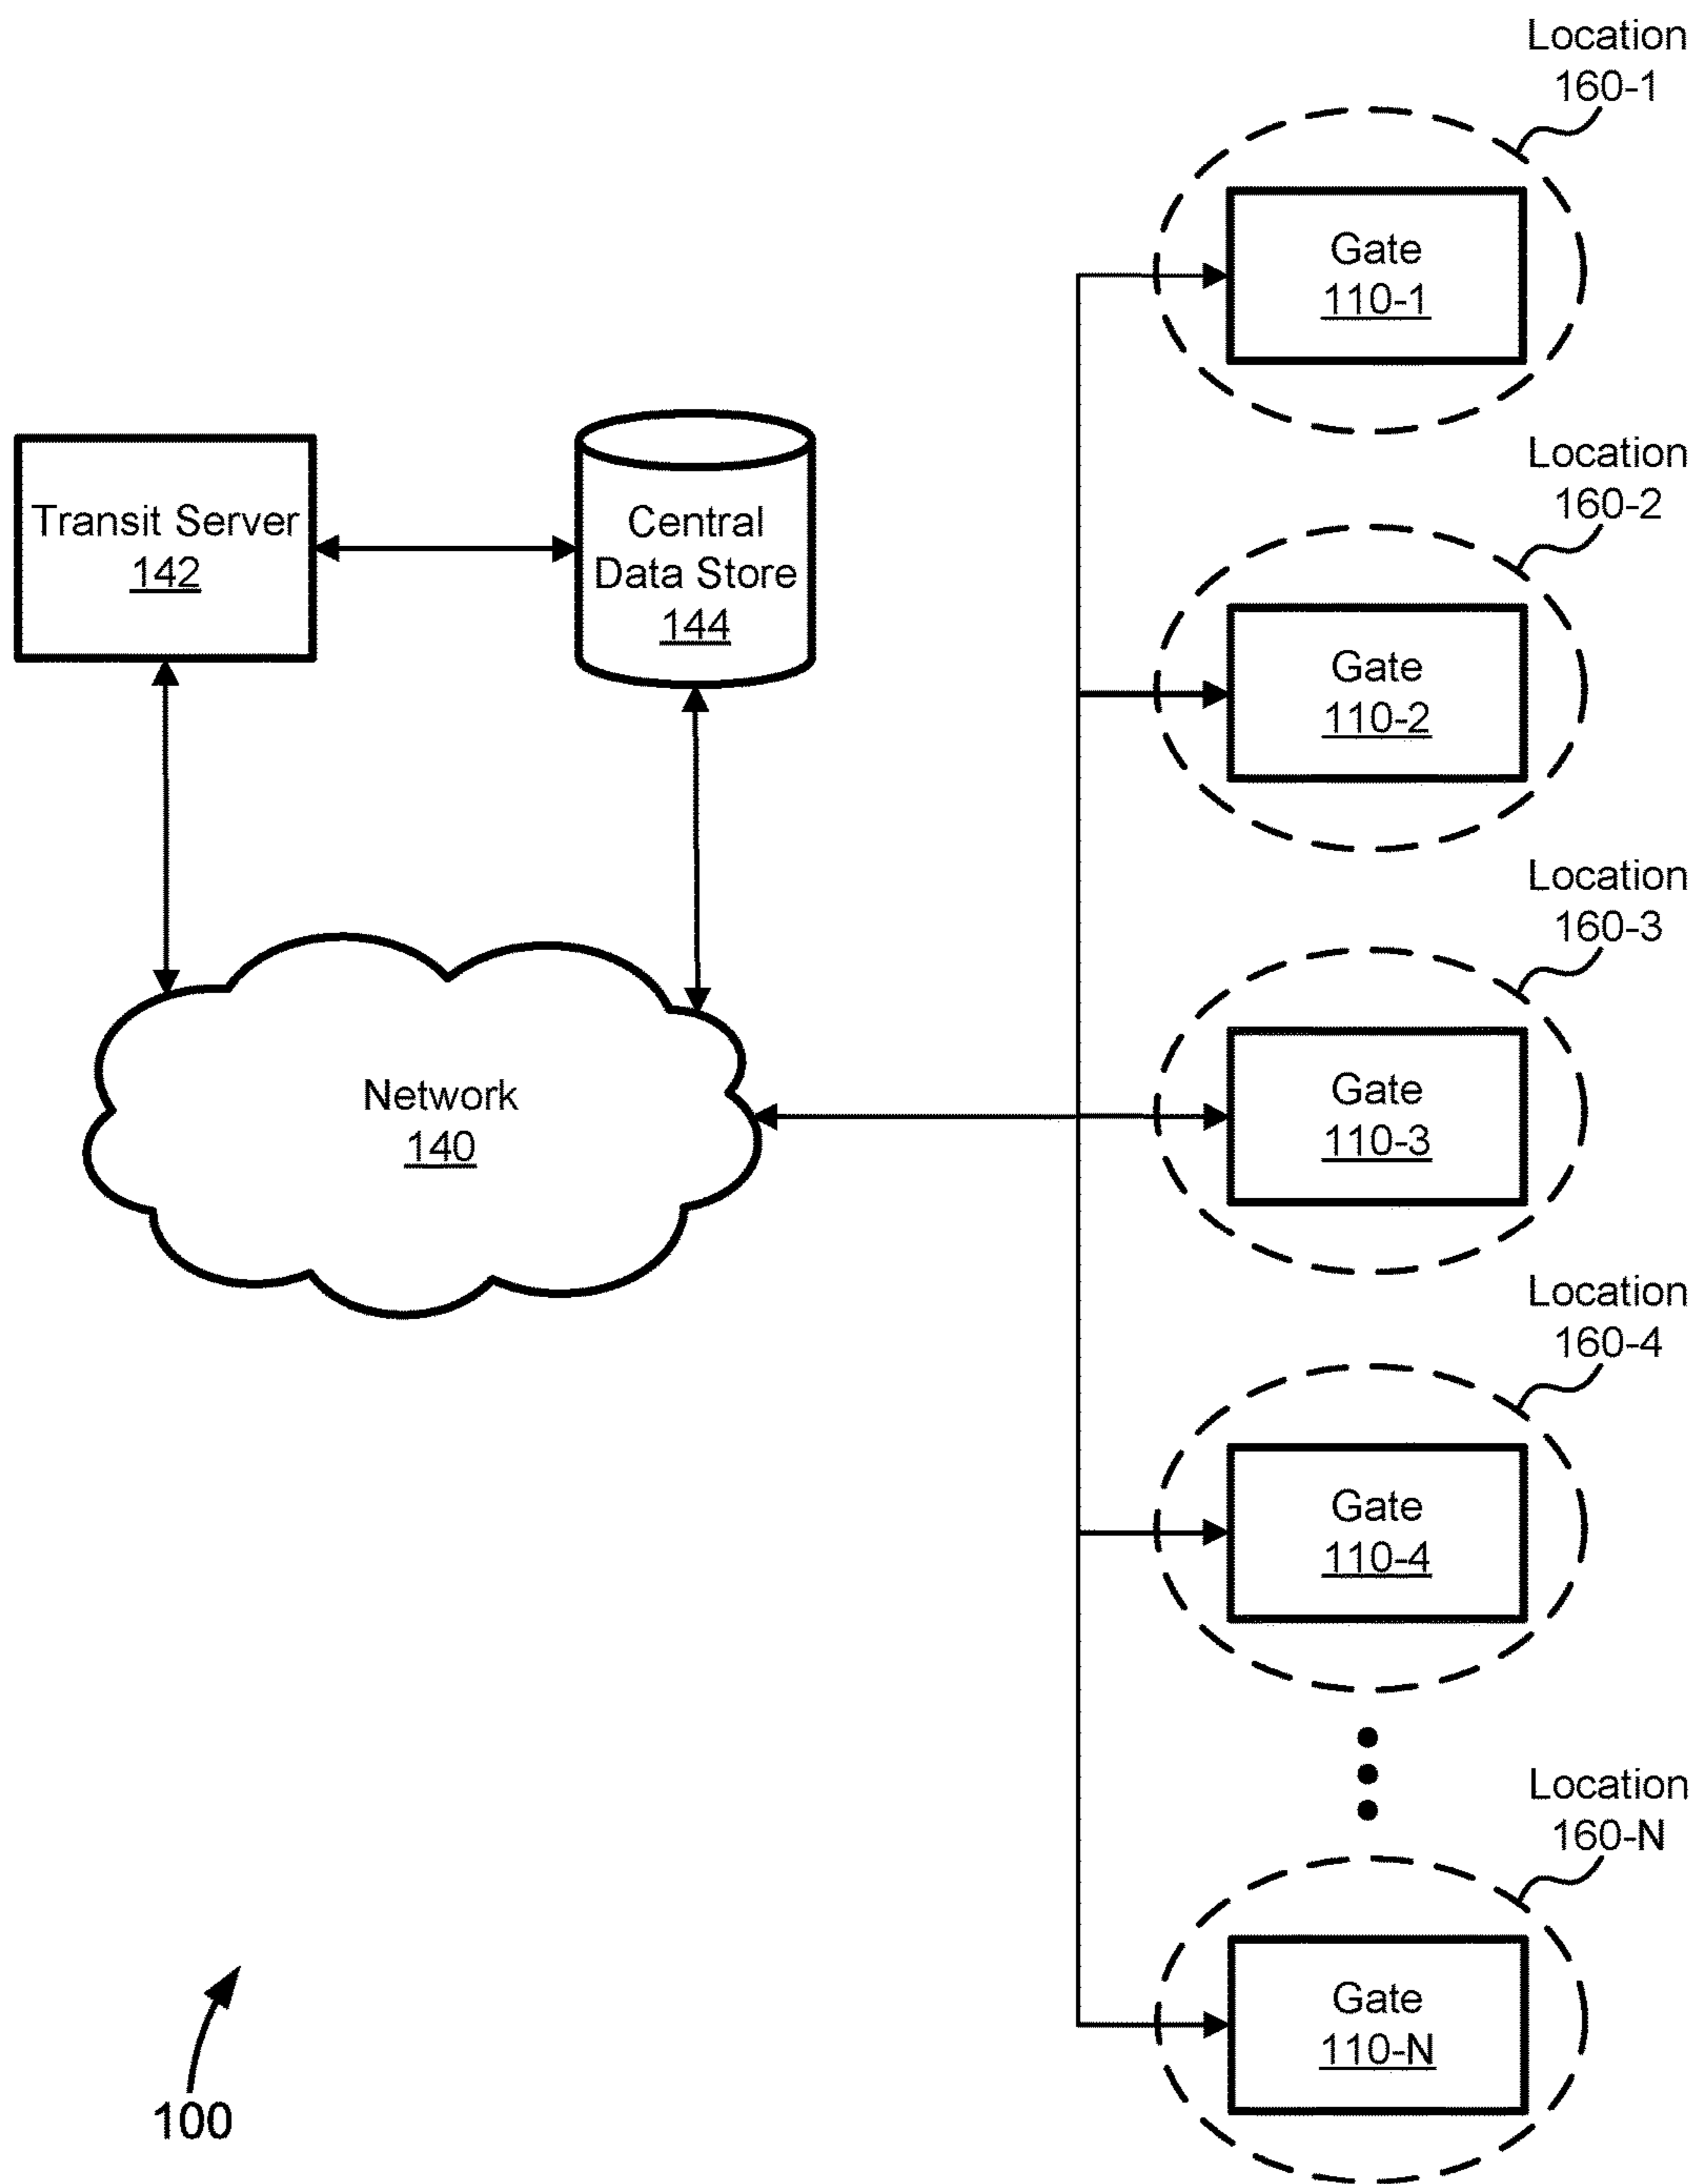 Location
160-1
Gate
110-1
Location
160-2
Transit Server
142
Central
Data Store
144
Gate
110-2
Location
160-3
Network
140
Gate
110-3
Location
160-4
Gate
110-4
Location
160-N
Gate
110-N
100